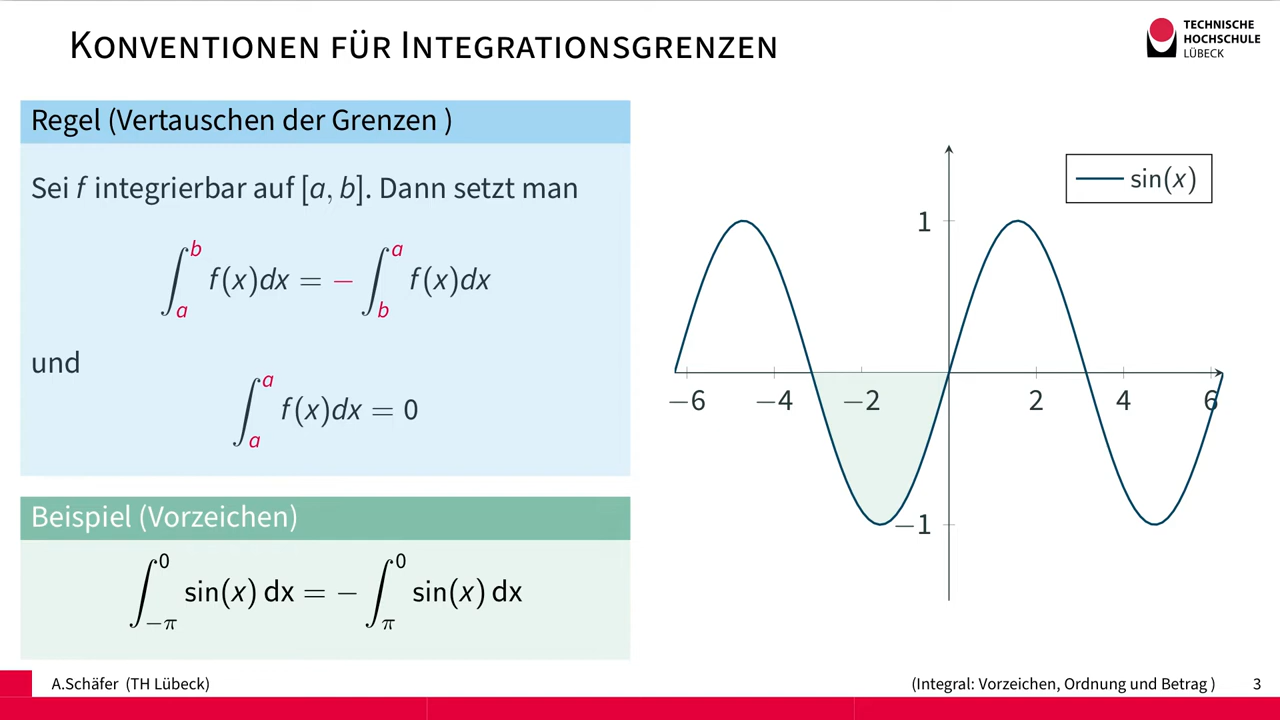 KONVENTIONEN FÜR INTEGRATIONSGRENZEN
TECHNISCHE
HOCHSCHULE
LÜBECK
Regel (Vertauschen der Grenzen )
Sei f integrierbar auf [a, b]. Dann setzt man
∫_a^b f(x)dx = − ∫_b^a f(x)dx
und
∫_a^a f(x)dx = 0
Beispiel (Vorzeichen)
∫_{−π}^0 sin(x) dx = − ∫_π^0 sin(x) dx
sin(x)
1
−6 −4 −2 2 4 6
−1
A.Schäfer (TH Lübeck)
(Integral: Vorzeichen, Ordnung und Betrag ) 3